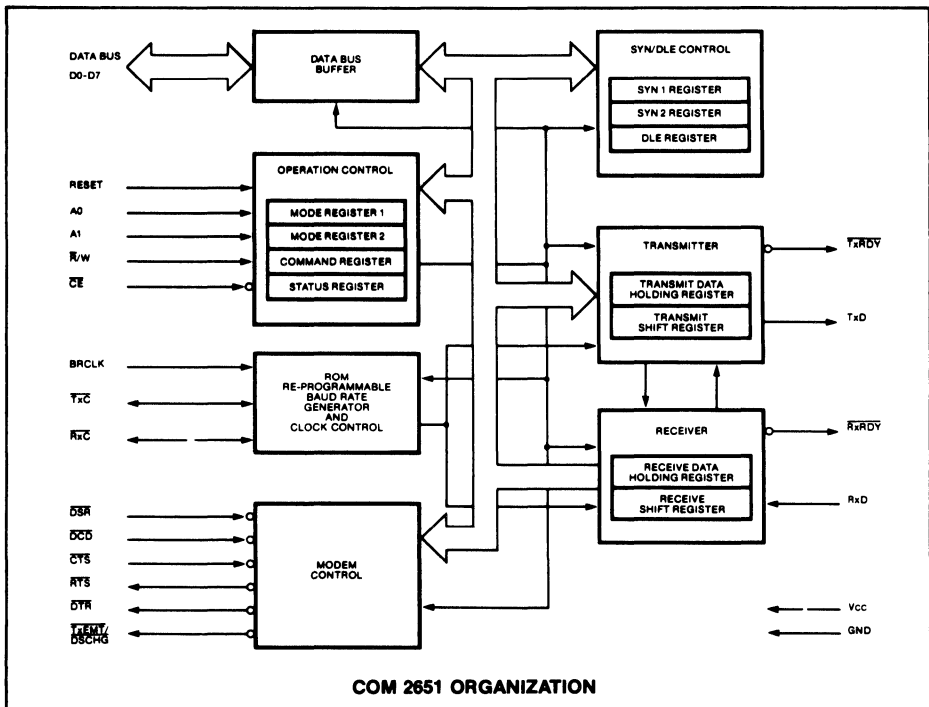 DATA BUS
D0-D7
DATA BUS
BUFFER
SYN/DLE CONTROL
SYN 1 REGISTER
SYN 2 REGISTER
DLE REGISTER
RESET
A0
A1
R/W
CE
OPERATION CONTROL
MODE REGISTER 1
MODE REGISTER 2
COMMAND REGISTER
STATUS REGISTER
TRANSMITTER
TRANSMIT DATA
HOLDING REGISTER
TRANSMIT
SHIFT REGISTER
TxRDY
TxD
BRCLK
TxC
RxC
ROM
RE-PROGRAMMABLE
BAUD RATE
GENERATOR
AND
CLOCK CONTROL
RECEIVER
RECEIVE DATA
HOLDING REGISTER
RECEIVE
SHIFT REGISTER
RxRDY
RxD
DSR
DCD
CTS
RTS
DTR
TxEMT/
DSCHG
MODEM
CONTROL
Vcc
GND
COM 2651 ORGANIZATION